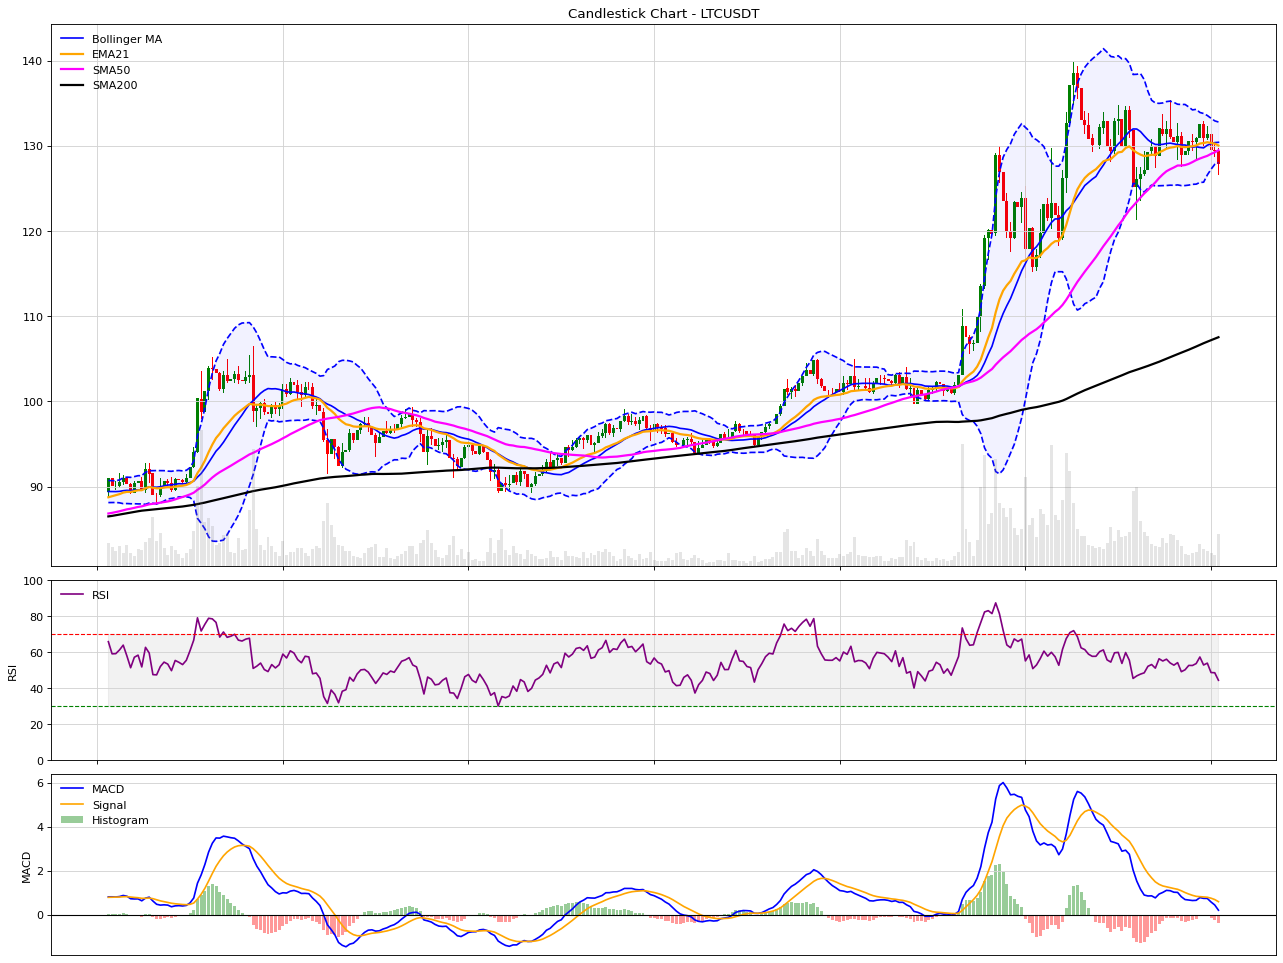 Candlestick Chart - LTCUSDT
Bollinger MA
EMA21
SMA50
SMA200
140
130
120
110
100
90
RSI
100
80
60
40
20
0
RSI
MACD
Signal
Histogram
6
4
2
0
MACD